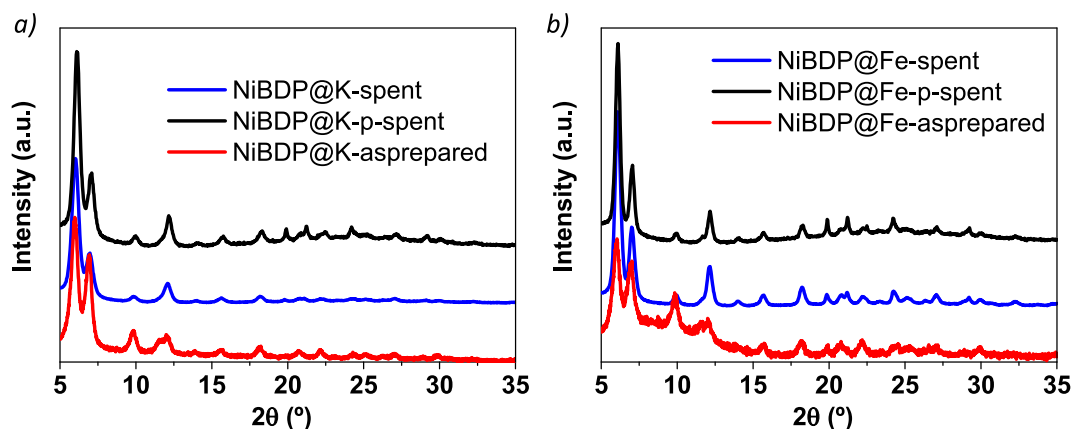 a)
Intensity (a.u.)
NiBDP@K-spent
NiBDP@K-p-spent
NiBDP@K-asprepared
5 10 15 20 25 30 35
2θ (º)
b)
Intensity (a.u.)
NiBDP@Fe-spent
NiBDP@Fe-p-spent
NiBDP@Fe-asprepared
5 10 15 20 25 30 35
2θ (º)